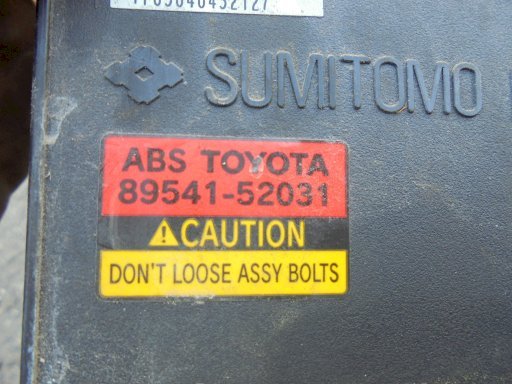 SUMITOMO
ABS TOYOTA
89541-52031
⚠CAUTION
DON'T LOOSE ASSY BOLTS